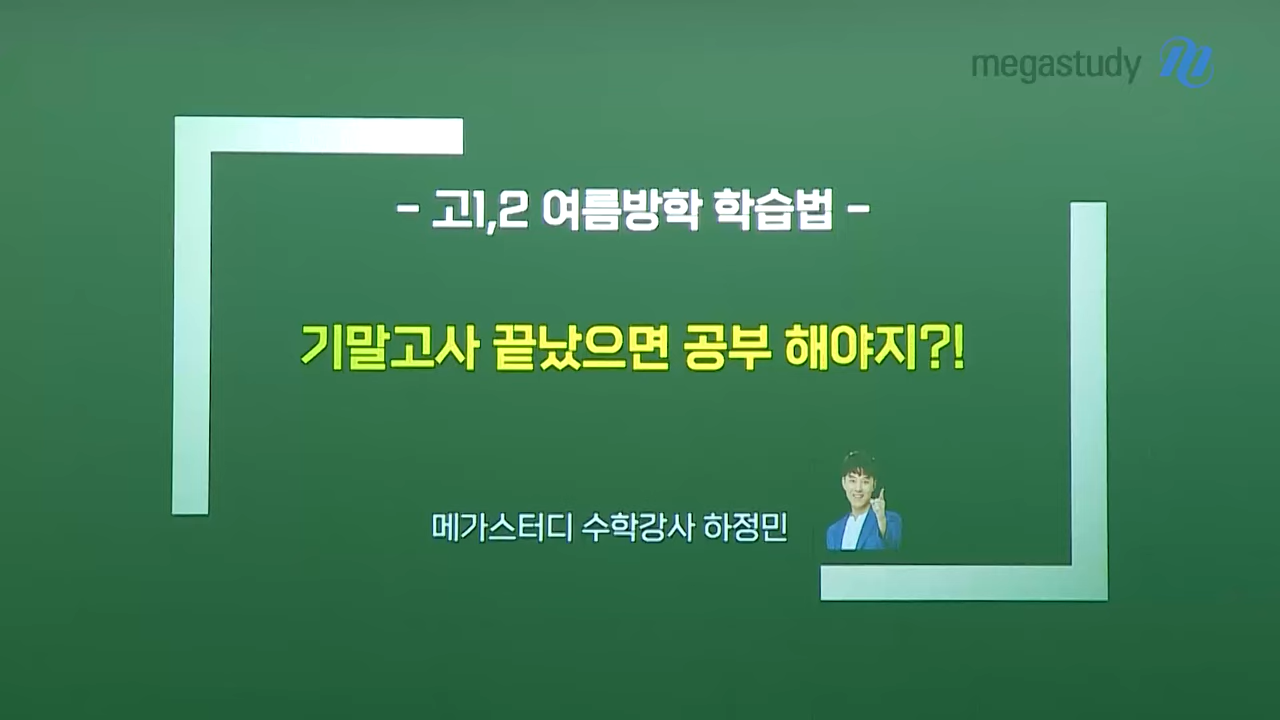 megastudy
- 고1,2 여름방학 학습법 -
기말고사 끝났으면 공부 해야지?!
메가스터디 수학강사 하정민